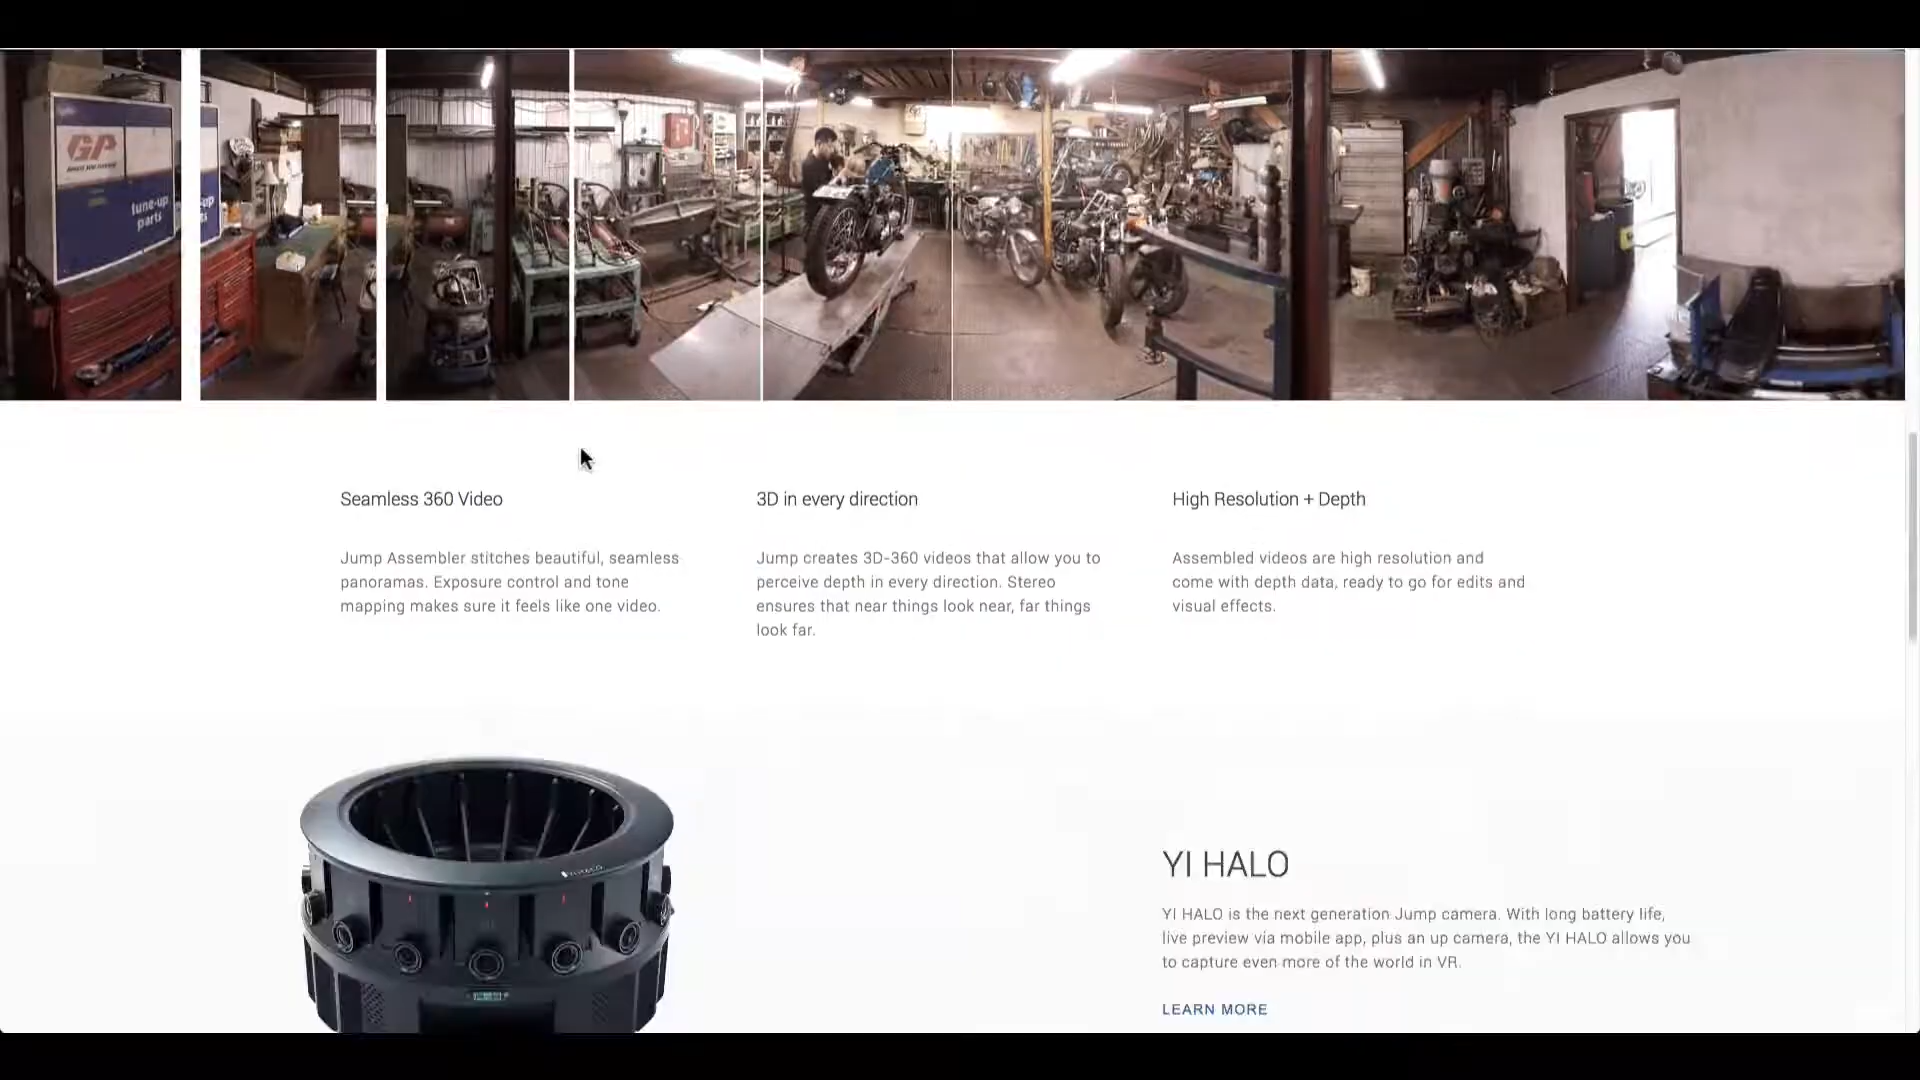 GP
tune-up
parts
Seamless 360 Video
Jump Assembler stitches beautiful, seamless
panoramas. Exposure control and tone
mapping makes sure it feels like one video.
3D in every direction
Jump creates 3D-360 videos that allow you to
perceive depth in every direction. Stereo
ensures that near things look near, far things
look far.
High Resolution + Depth
Assembled videos are high resolution and
come with depth data, ready to go for edits and
visual effects.
YI HALO
YI HALO is the next generation Jump camera. With long battery life,
live preview via mobile app, plus an up camera, the YI HALO allows you
to capture even more of the world in VR.
LEARN MORE